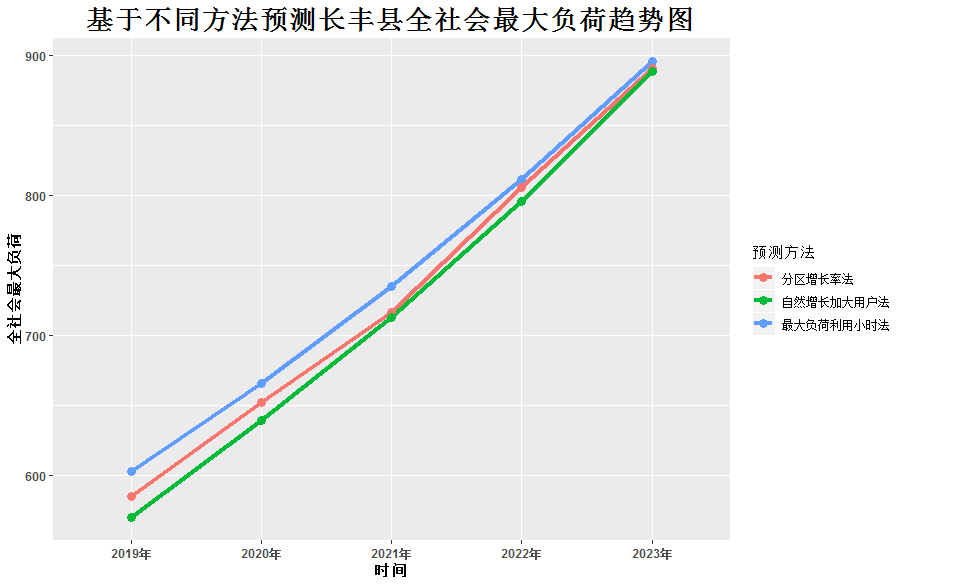 基于不同方法预测长丰县全社会最大负荷趋势图
900
800
700
600
全社会最大负荷
2019年
2020年
2021年
2022年
2023年
时间
预测方法
分区增长率法
自然增长加大用户法
最大负荷利用小时法